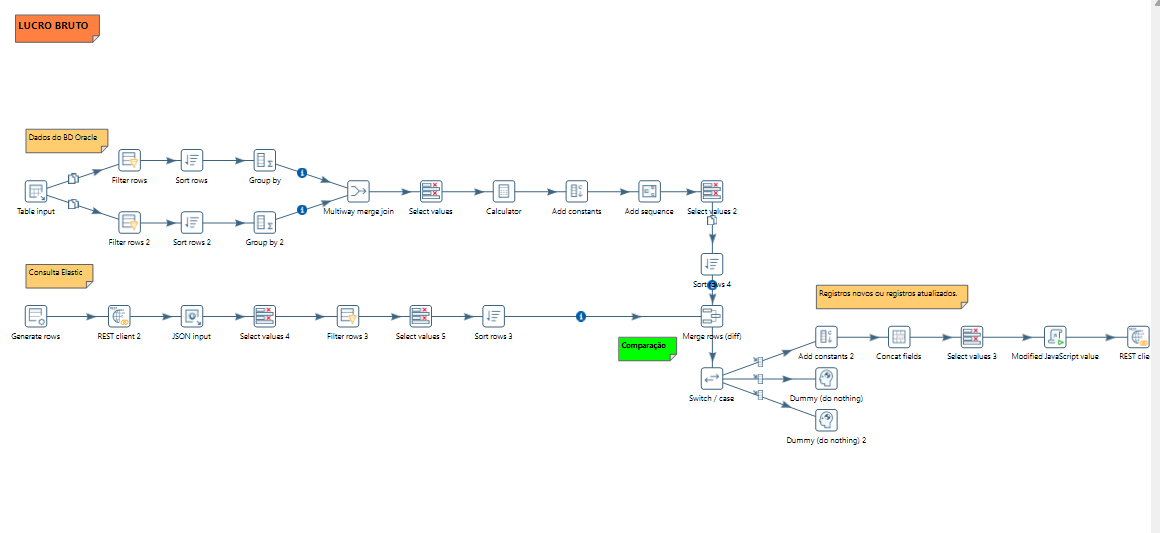 LUCRO BRUTO
Dados do BD Oracle
Filter rows
Sort rows
Group by
Table input
Multiway merge join
Select values
Calculator
Add constants
Add sequence
Select values 2
Filter rows 2
Sort rows 2
Group by 2
Consulta Elastic
Sort rows 4
Registros novos ou registros atualizados.
Generate rows
REST client 2
JSON input
Select values 4
Filter rows 3
Select values 5
Sort rows 3
Merge rows (diff)
Comparação
Add constants 2
Concat fields
Select values 3
Modified JavaScript value
REST clie
Switch / case
Dummy (do nothing)
Dummy (do nothing) 2